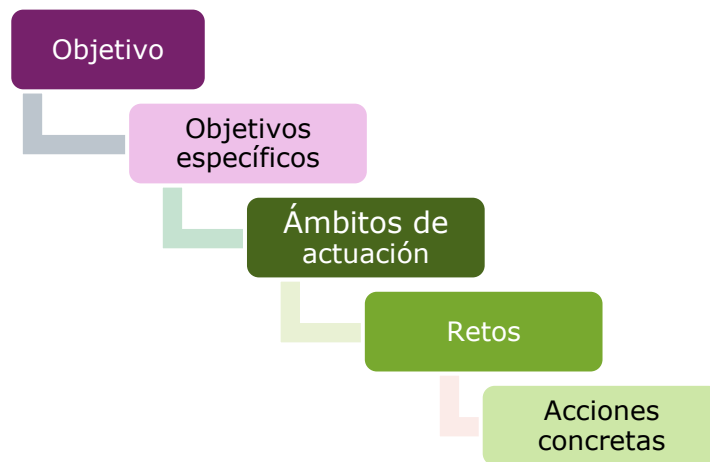 Objetivo
Objetivos
específicos
Ámbitos de
actuación
Retos
Acciones
concretas